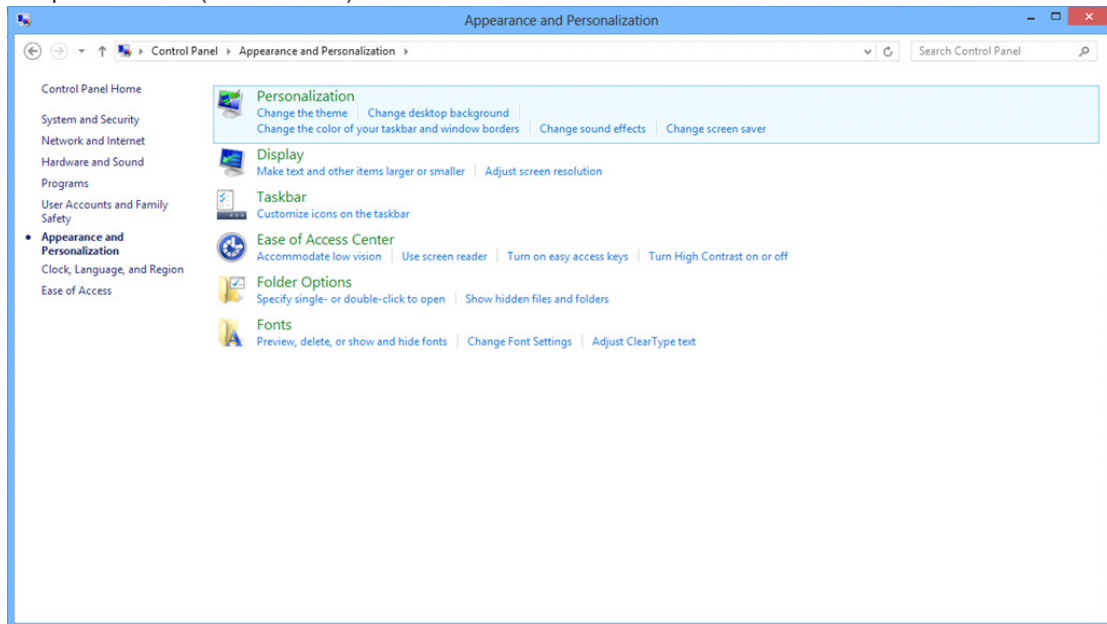 Appearance and Personalization
Control Panel Appearance and Personalization
Search Control Panel
Control Panel Home
System and Security
Network and Internet
Hardware and Sound
Programs
User Accounts and Family
Safety
Appearance and
Personalization
Clock, Language, and Region
Ease of Access
Personalization
Change the theme Change desktop background
Change the color of your taskbar and window borders Change sound effects Change screen saver
Display
Make text and other items larger or smaller Adjust screen resolution
Taskbar
Customize icons on the taskbar
Ease of Access Center
Accommodate low vision Use screen reader Turn on easy access keys Turn High Contrast on or off
Folder Options
Specify single- or double-click to open Show hidden files and folders
Fonts
Preview, delete, or show and hide fonts Change Font Settings Adjust ClearType text